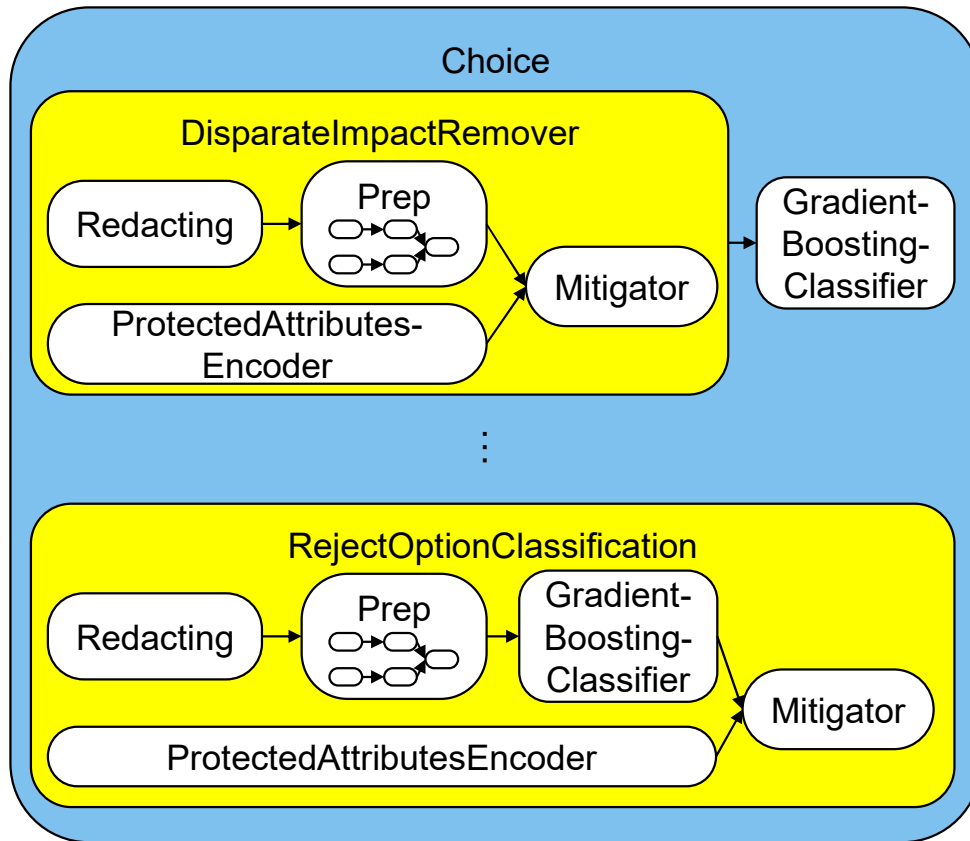 Choice
DisparateImpactRemover
Redacting
Prep
Mitigator
ProtectedAttributes-
Encoder
Gradient-
Boosting-
Classifier
⋮
RejectOptionClassification
Redacting
Prep
Gradient-
Boosting-
Classifier
Mitigator
ProtectedAttributesEncoder